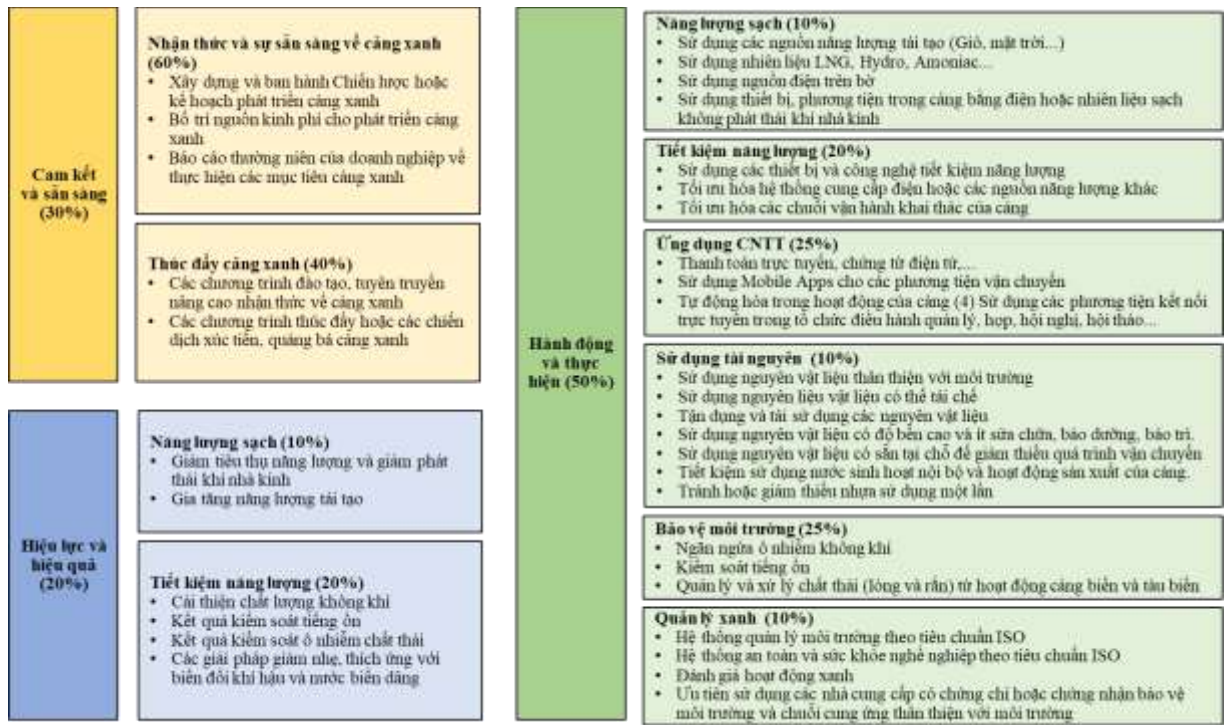 Cam kết
và sẵn sàng
(30%)
Nhận thức và sự sẵn sàng về cảng xanh
(60%)
• Xây dựng và ban hành Chiến lược hoặc
kế hoạch phát triển cảng xanh
• Bố trí nguồn kinh phí cho phát triển cảng
xanh
• Báo cáo thường niên của doanh nghiệp về
thực hiện các mục tiêu cảng xanh
Thúc đẩy cảng xanh (40%)
• Các chương trình đào tạo, tuyên truyền
nâng cao nhận thức về cảng xanh
• Các chương trình thúc đẩy hoặc các chiến
dịch xúc tiến, quảng bá cảng xanh
Hiệu lực và
hiệu quả
(20%)
Năng lượng sạch (10%)
• Giảm tiêu thụ năng lượng và giảm phát
thải khí nhà kính
• Gia tăng năng lượng tái tạo
Tiết kiệm năng lượng (20%)
• Cải thiện chất lượng không khí
• Kết quả kiểm soát tiếng ồn
• Kết quả kiểm soát ô nhiễm chất thải
• Các giải pháp giảm nhẹ, thích ứng với
biến đổi khí hậu và nước biển dâng
Hành động
và thực
hiện (50%)
Năng lượng sạch (10%)
• Sử dụng các nguồn năng lượng tái tạo (Gió, mặt trời...)
• Sử dụng nhiên liệu LNG, Hydro, Amoniac...
• Sử dụng nguồn điện trên bờ
• Sử dụng thiết bị, phương tiện trong cảng bằng điện hoặc nhiên liệu sạch
không phát thải khí nhà kính
Tiết kiệm năng lượng (20%)
• Sử dụng các thiết bị và công nghệ tiết kiệm năng lượng
• Tối ưu hóa hệ thống cung cấp điện hoặc các nguồn năng lượng khác
• Tối ưu hóa các chuỗi vận hành khai thác của cảng
Ứng dụng CNTT (25%)
• Thanh toán trực tuyến, chứng từ điện tử,...
• Sử dụng Mobile Apps cho các phương tiện vận chuyển
• Tự động hóa trong hoạt động của cảng (4) Sử dụng các phương tiện kết nối
trực tuyến trong tổ chức điều hành quản lý, họp, hội nghị, hội thảo...
Sử dụng tài nguyên (10%)
• Sử dụng nguyên vật liệu thân thiện với môi trường
• Sử dụng nguyên liệu vật liệu có thể tái chế
• Tận dụng và tái sử dụng các nguyên vật liệu
• Sử dụng nguyên vật liệu có độ bền cao và ít sửa chữa, bảo dưỡng, bảo trì.
• Sử dụng nguyên vật liệu có sẵn tại chỗ để giảm thiểu quá trình vận chuyển
• Tiết kiệm sử dụng nước sinh hoạt nội bộ và hoạt động sản xuất của cảng.
• Tránh hoặc giảm thiểu nhựa sử dụng một lần
Bảo vệ môi trường (25%)
• Ngăn ngừa ô nhiễm không khí
• Kiểm soát tiếng ồn
• Quản lý và xử lý chất thải (lỏng và rắn) từ hoạt động cảng biển và tàu biển
Quản lý xanh (10%)
• Hệ thống quản lý môi trường theo tiêu chuẩn ISO
• Hệ thống an toàn và sức khỏe nghề nghiệp theo tiêu chuẩn ISO
• Đánh giá hoạt động xanh
• Ưu tiên sử dụng các nhà cung cấp có chứng chỉ hoặc chứng nhận bảo vệ
môi trường và chuỗi cung ứng thân thiện với môi trường